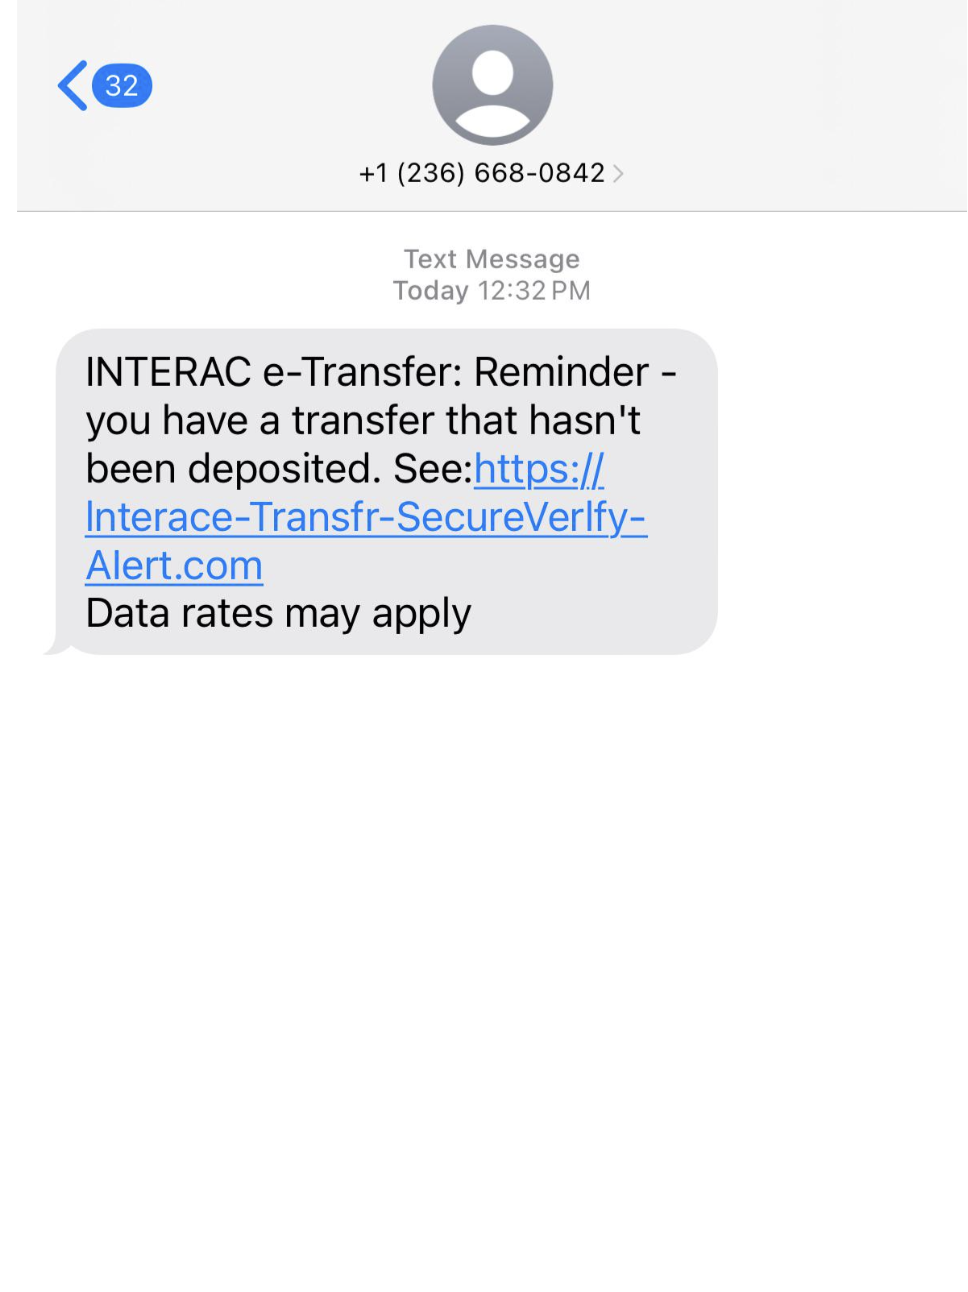 32
+1 (236) 668-0842
Text Message
Today 12:32 PM
INTERAC e-Transfer: Reminder -
you have a transfer that hasn't
been deposited. See:https://
Interace-Transfr-SecureVerlfy-
Alert.com
Data rates may apply